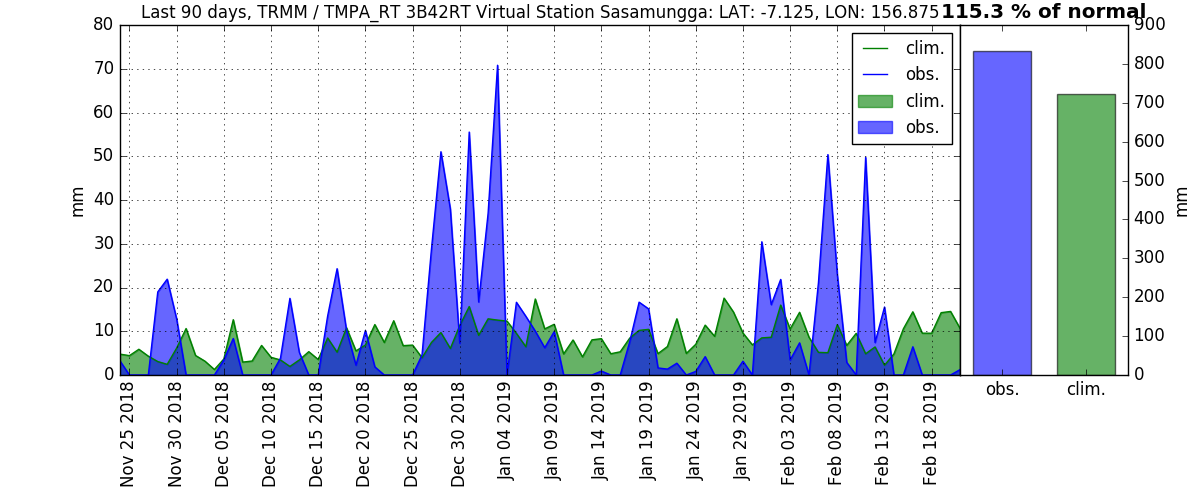 Last 90 days, TRMM / TMPA_RT 3B42RT Virtual Station Sasamungga: LAT: -7.125, LON: 156.875
115.3 % of normal
80
70
60
50
40
30
20
10
0
mm
clim.
obs.
clim.
obs.
Nov 25 2018
Nov 30 2018
Dec 05 2018
Dec 10 2018
Dec 15 2018
Dec 20 2018
Dec 25 2018
Dec 30 2018
Jan 04 2019
Jan 09 2019
Jan 14 2019
Jan 19 2019
Jan 24 2019
Jan 29 2019
Feb 03 2019
Feb 08 2019
Feb 13 2019
Feb 18 2019
900
800
700
600
500
400
300
200
100
0
mm
obs.
clim.